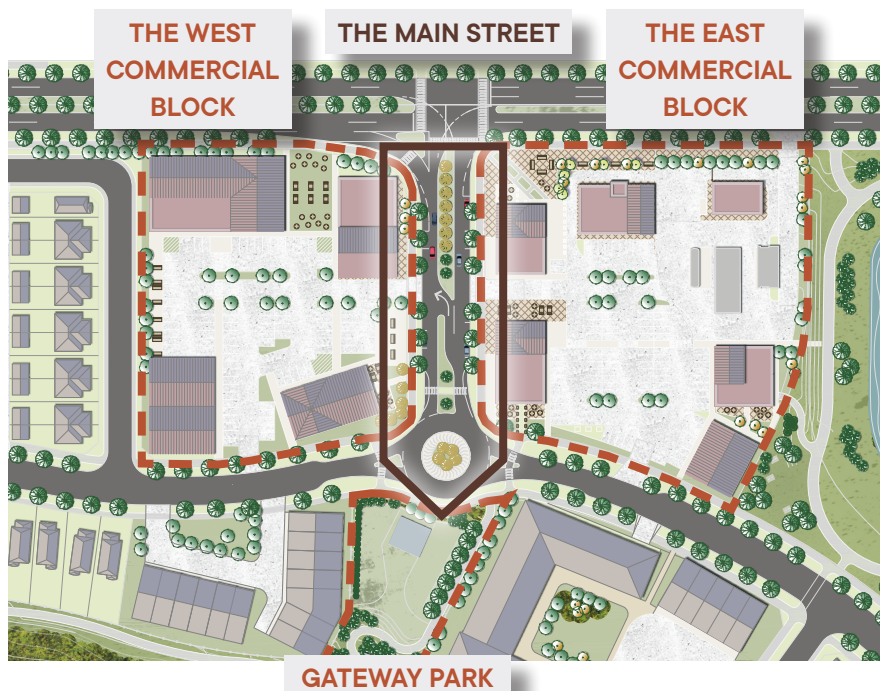 THE WEST
COMMERCIAL
BLOCK
THE MAIN STREET
THE EAST
COMMERCIAL
BLOCK
GATEWAY PARK